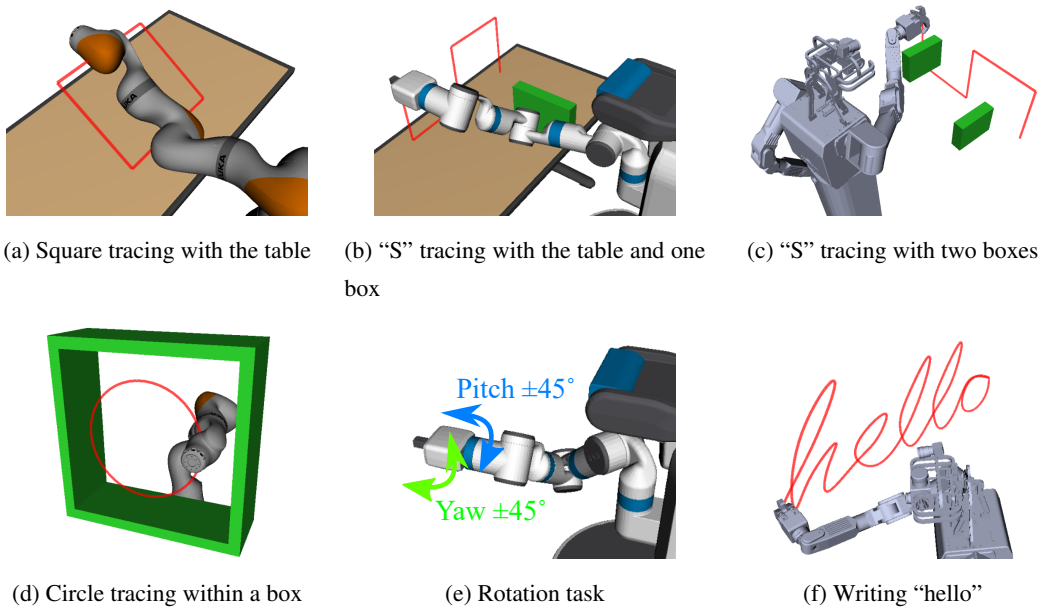 (a) Square tracing with the table
(b) “S” tracing with the table and one
box
(c) “S” tracing with two boxes
Pitch ±45˚
Yaw ±45˚
hello
(d) Circle tracing within a box
(e) Rotation task
(f) Writing “hello”